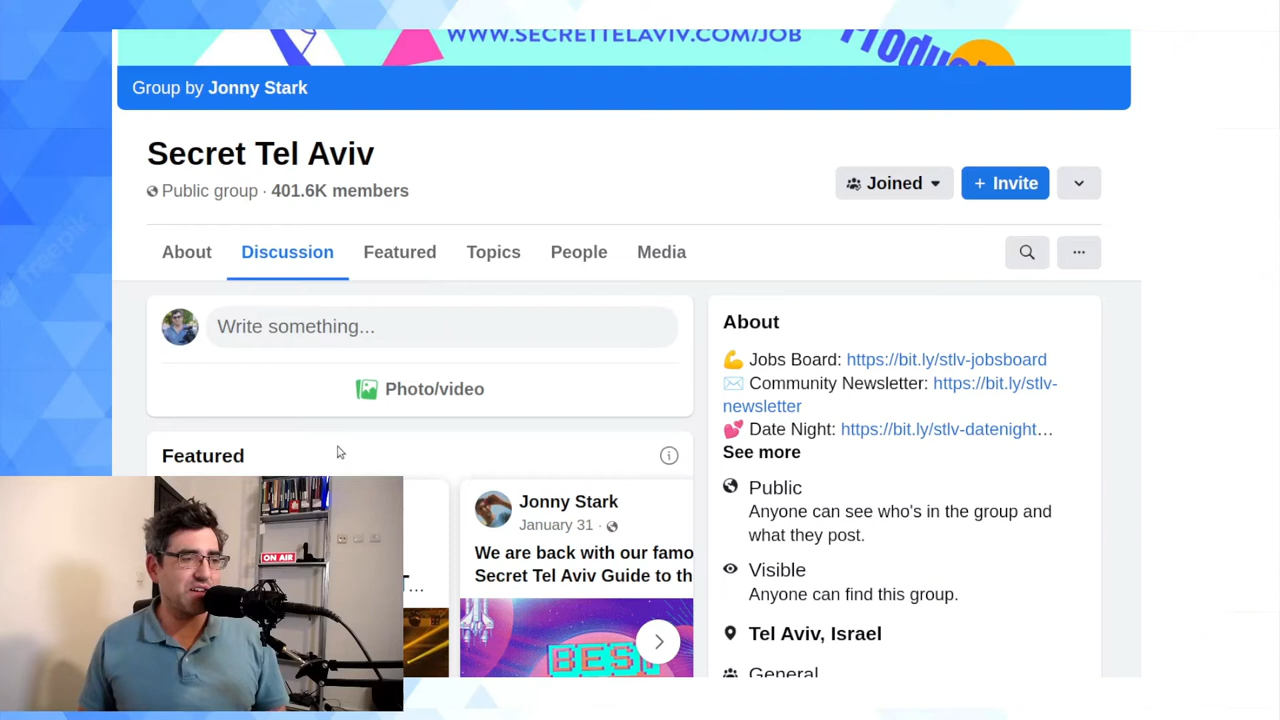 WWW.SECRETTELAVIV.COM/JOB
Group by Jonny Stark
Secret Tel Aviv
Public group · 401.6K members
Joined
+ Invite
About Discussion Featured Topics People Media
Write something...
Photo/video
Featured
Jonny Stark
January 31 ·
We are back with our famo
Secret Tel Aviv Guide to th
BEST
About
💪 Jobs Board: https://bit.ly/stlv-jobsboard
✉️ Community Newsletter: https://bit.ly/stlv-
newsletter
💕 Date Night: https://bit.ly/stlv-datenight…
See more
Public
Anyone can see who's in the group and
what they post.
Visible
Anyone can find this group.
Tel Aviv, Israel
General
ON AIR
freepik